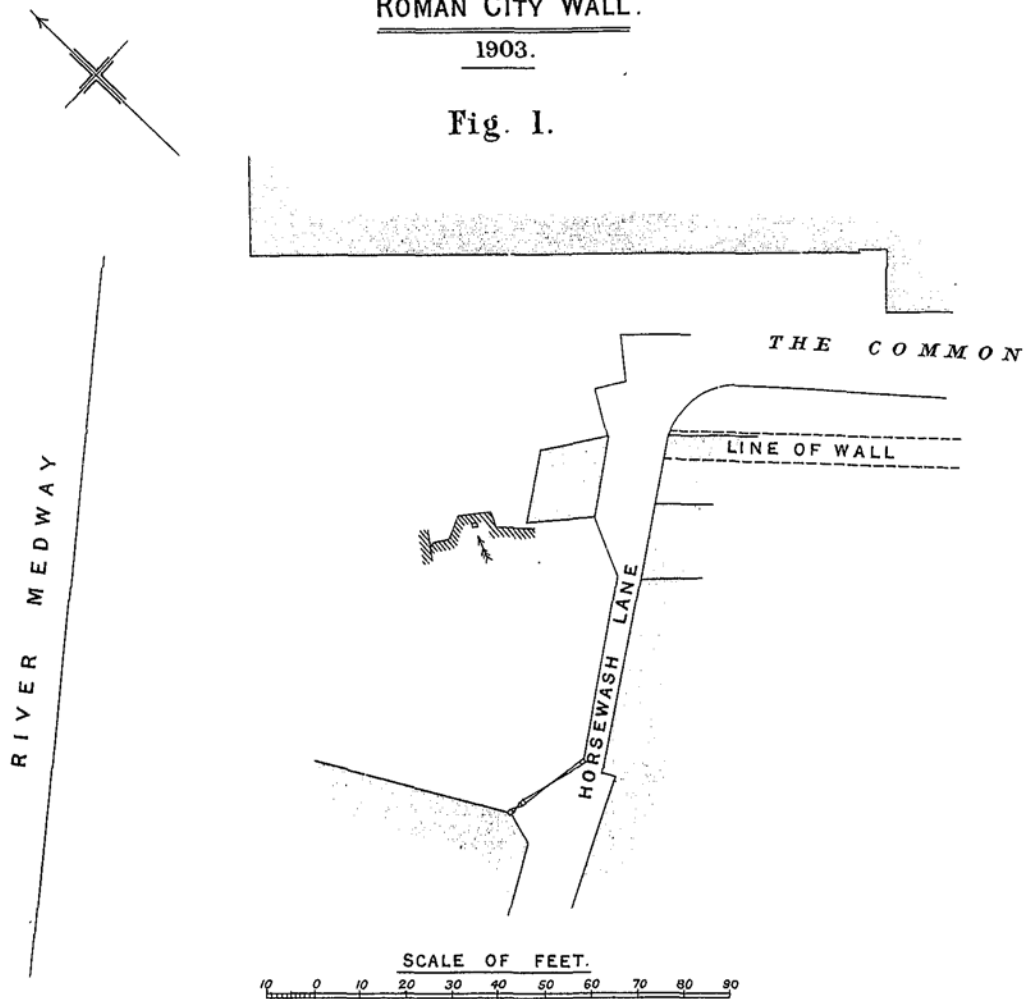 ROMAN CITY WALL.
1903.
Fig. 1.
THE COMMON
LINE OF WALL
RIVER MEDWAY
HORSEWASH LANE
SCALE OF FEET.
10 0 10 20 30 40 50 60 70 80 90